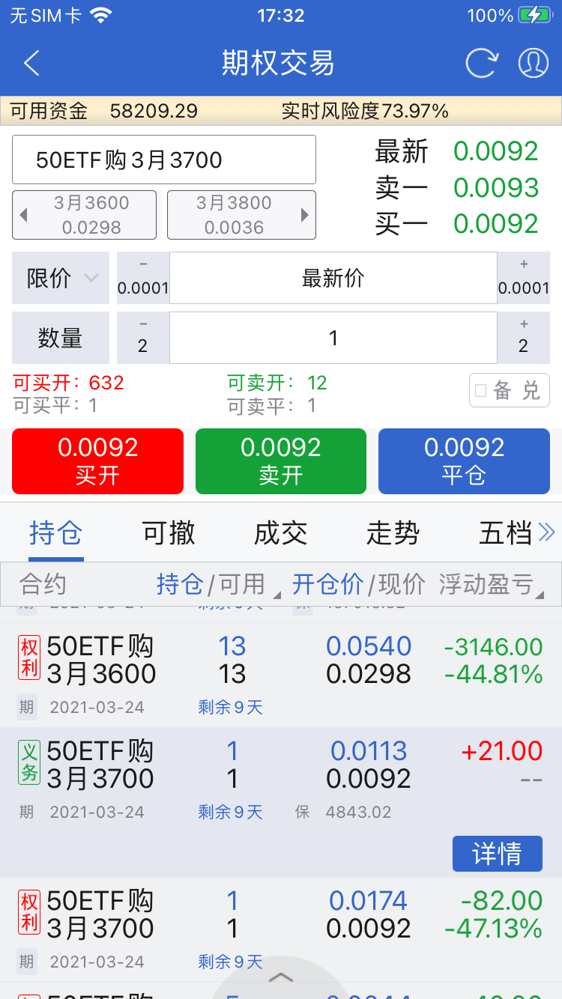 无SIM卡 17:32 100%
期权交易
可用资金 58209.29 实时风险度73.97%
50ETF购3月3700
最新 0.0092
卖一 0.0093
买一 0.0092
3月3600 3月3800
0.0298 0.0036
限价 - 0.0001 最新价 + 0.0001
数量 - 2 1 + 2
可买开：632 可卖开：12
可买平：1 可卖平：1
备 兑
0.0092 0.0092 0.0092
买开 卖开 平仓
持仓 可撤 成交 走势 五档
合约 持仓/可用 开仓价/现价 浮动盈亏
权利 50ETF购 13 0.0540 -3146.00
3月3600 13 0.0298 -44.81%
期 2021-03-24 剩余9天
义务 50ETF购 1 0.0113 +21.00
3月3700 1 0.0092 --
期 2021-03-24 剩余9天 保 4843.02
详情
权利 50ETF购 1 0.0174 -82.00
3月3700 1 0.0092 -47.13%
期 2021-03-24 剩余9天